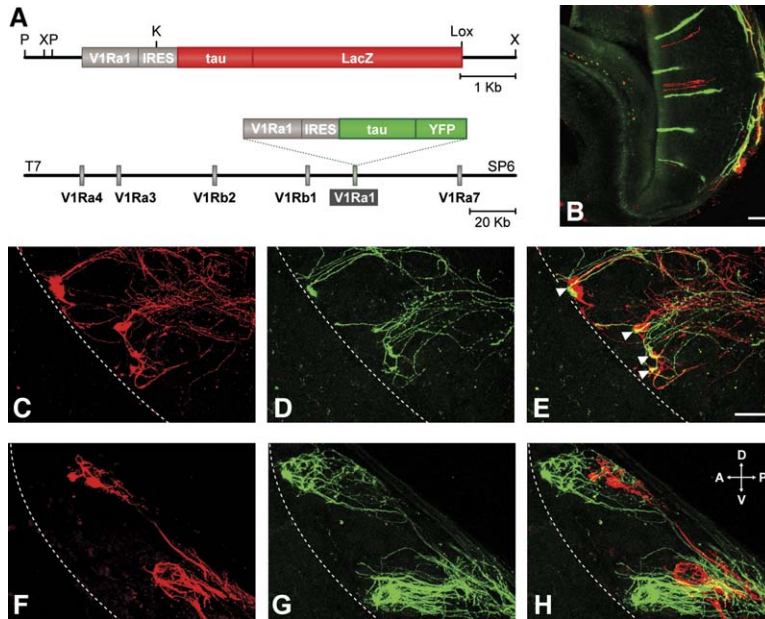 A
P XP K Lox X
V1Ra1 IRES tau LacZ
1 Kb
V1Ra1 IRES tau YFP
T7 SP6
V1Ra4 V1Ra3 V1Rb2 V1Rb1 V1Ra1 V1Ra7
20 Kb
B
C
D
E
F
G
H
D
A P
V